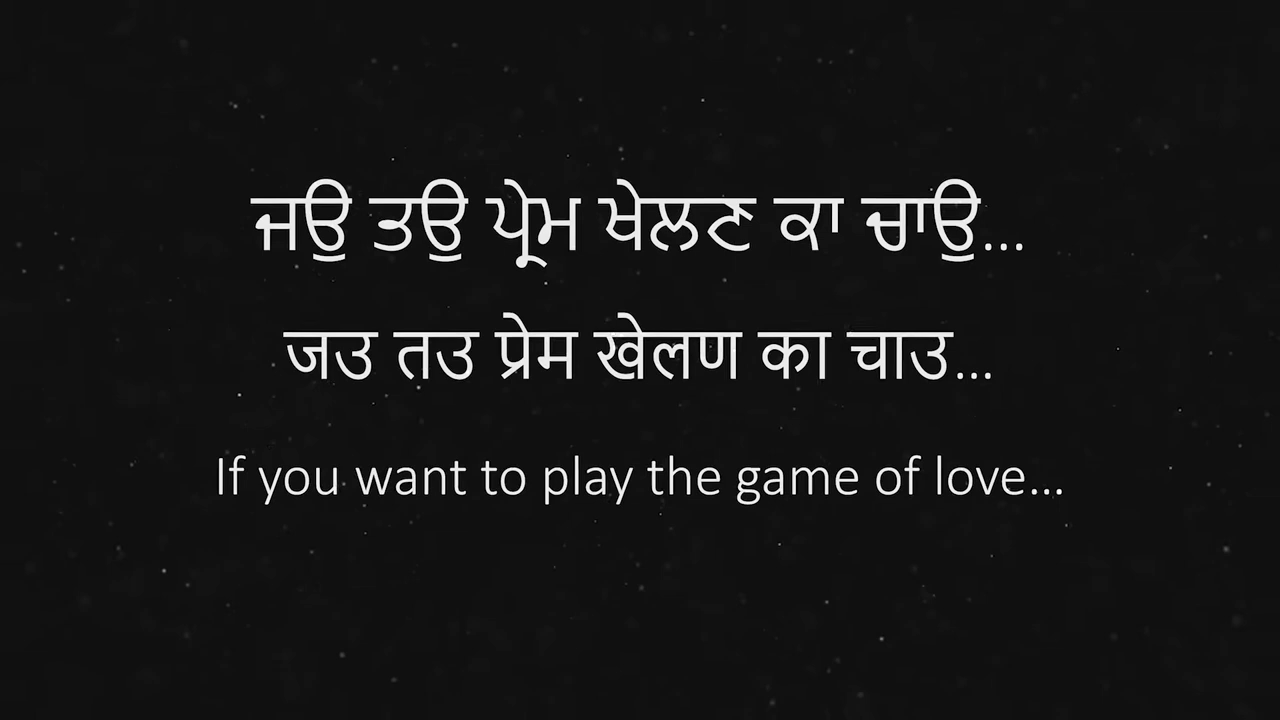 ਜਉ ਤਉ ਪ੍ਰੇਮ ਖੇਲਣ ਕਾ ਚਾਉ...
जउ तउ प्रेम खेलण का चाउ...
If you want to play the game of love...